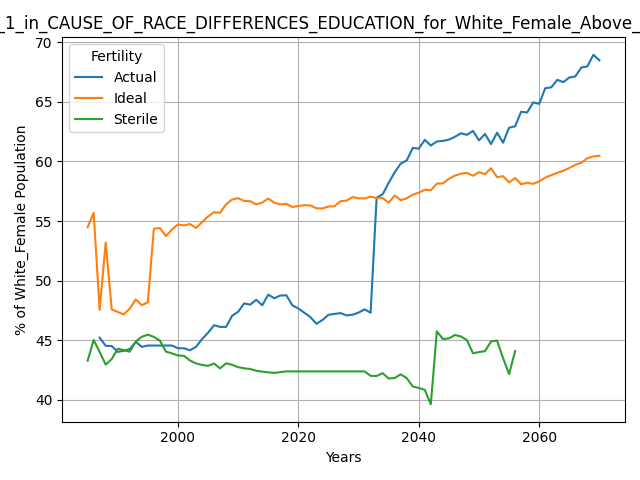 _1_in_CAUSE_OF_RACE_DIFFERENCES_EDUCATION_for_White_Female_Above_
70
65
60
55
50
45
40
% of White_Female Population
Fertility
Actual
Ideal
Sterile
2000
2020
2040
2060
Years